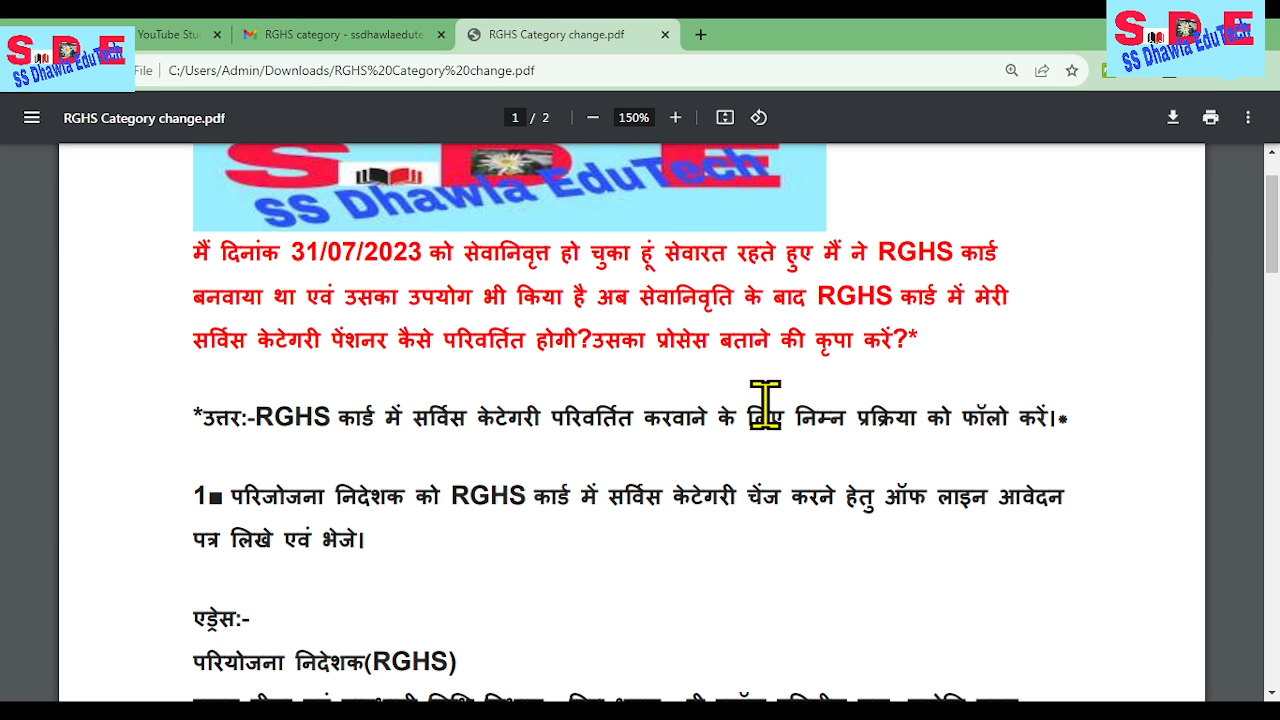 YouTube Stu
RGHS category - ssdhawlaedute
RGHS Category change.pdf
S D E
SS Dhawla EduTech
S D E
SS Dhawla EduTech
File
C:/Users/Admin/Downloads/RGHS%20Category%20change.pdf
RGHS Category change.pdf
1 / 2
150%
S D E
SS Dhawla EduTech
मैं दिनांक 31/07/2023 को सेवानिवृत्त हो चुका हूं सेवारत रहते हुए मैं ने RGHS कार्ड
बनवाया था एवं उसका उपयोग भी किया है अब सेवानिवृति के बाद RGHS कार्ड में मेरी
सर्विस केटेगरी पेंशनर कैसे परिवर्तित होगी?उसका प्रोसेस बताने की कृपा करें?*
*उत्तर:-RGHS कार्ड में सर्विस केटेगरी परिवर्तित करवाने के लिए निम्न प्रक्रिया को फॉलो करें।*
1■ परिजोजना निदेशक को RGHS कार्ड में सर्विस केटेगरी चेंज करने हेतु ऑफ लाइन आवेदन
पत्र लिखे एवं भेजे।
एड्रेस:-
परियोजना निदेशक(RGHS)